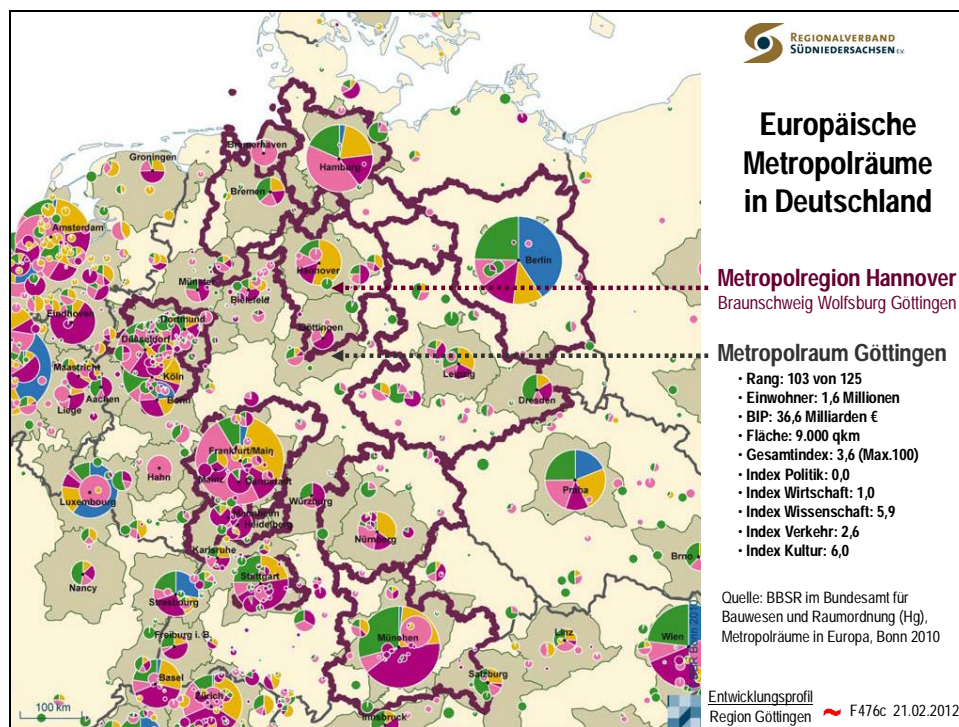 REGIONALVERBAND
SÜDNIEDERSACHSEN E.V.
Europäische
Metropolräume
in Deutschland
Metropolregion Hannover
Braunschweig Wolfsburg Göttingen
Metropolraum Göttingen
• Rang: 103 von 125
• Einwohner: 1,6 Millionen
• BIP: 36,6 Milliarden €
• Fläche: 9.000 qkm
• Gesamtindex: 3,6 (Max.100)
• Index Politik: 0,0
• Index Wirtschaft: 1,0
• Index Wissenschaft: 5,9
• Index Verkehr: 2,6
• Index Kultur: 6,0
Quelle: BBSR im Bundesamt für
Bauwesen und Raumordnung (Hg),
Metropolräume in Europa, Bonn 2010
Entwicklungsprofil
Region Göttingen
F476c 21.02.2012
Groningen
Bremerhaven
Hamburg
Bremen
Amsterdam
Hannover
Berlin
Münster
Bielefeld
Eindhoven
Dortmund
Göttingen
Düsseldorf
Maastricht
Köln
Leipzig
Aachen
Bonn
Dresden
Liege
Frankfurt/Main
Hahn
Mainz
Darmstadt
Luxembourg
Würzburg
Praha
Heidelberg
Nürnberg
Karlsruhe
Brno
Stuttgart
Nancy
Strasbourg
Freiburg i. B.
München
Linz
Wien
Basel
Salzburg
Zürich
Innsbruck
100 km